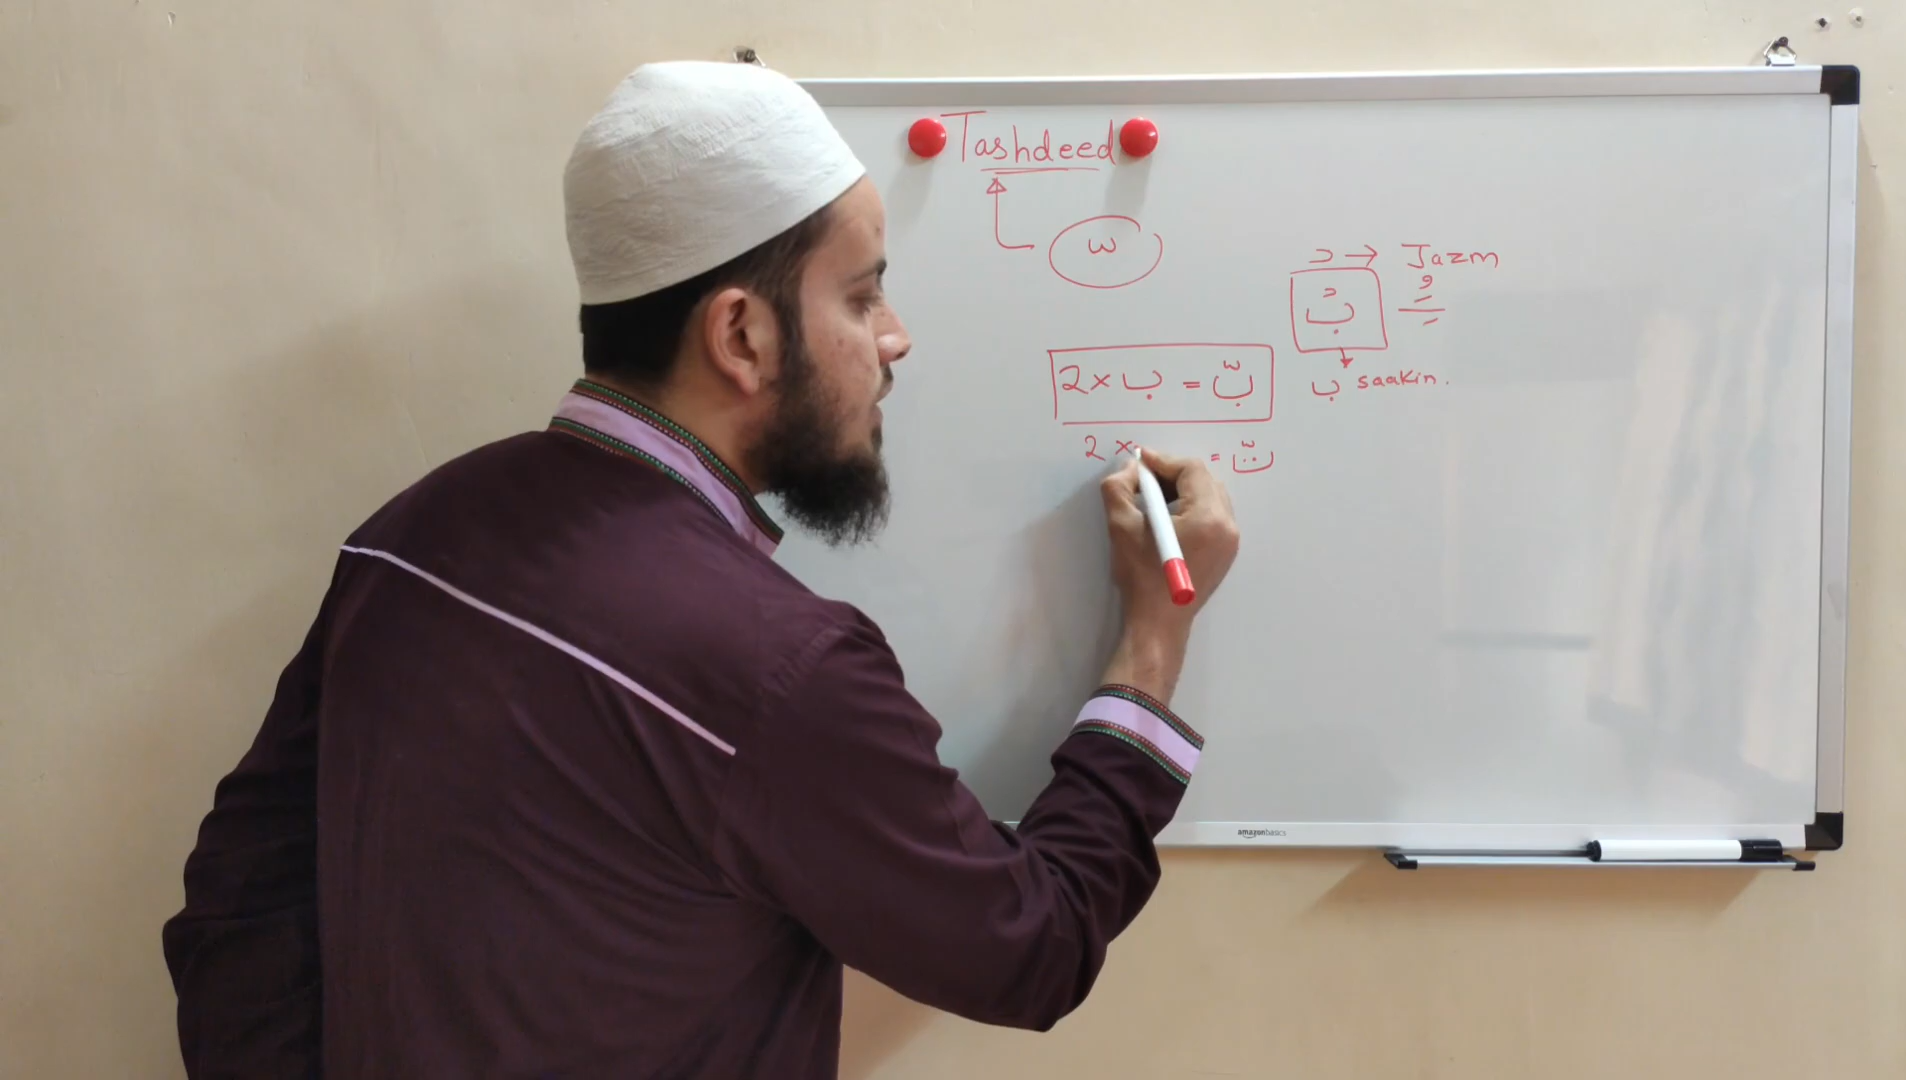 Tashdeed
ّ
ْ → Jazm
بْ َ ُ ِ
2 × ب = بّ
ب saakin.
2 × = تّ
amazonbasics